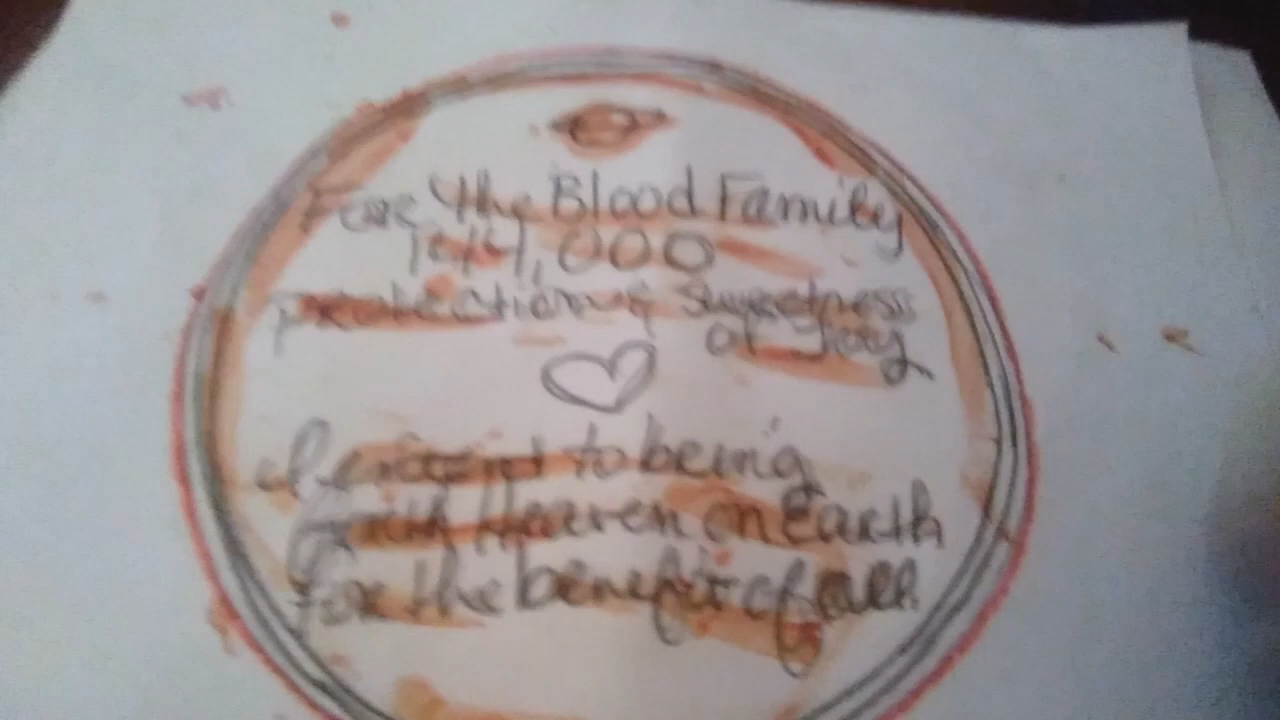 For the Blood Family
144,000
protection & Sweetness
of Joy
to being
with Heaven on Earth
for the benefit of all